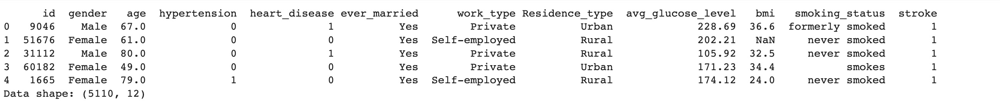 id gender age hypertension heart_disease ever_married work_type Residence_type avg_glucose_level bmi smoking_status stroke
0 9046 Male 67.0 0 1 Yes Private Urban 228.69 36.6 formerly smoked 1
1 51676 Female 61.0 0 0 Yes Self-employed Rural 202.21 NaN never smoked 1
2 31112 Male 80.0 0 1 Yes Private Rural 105.92 32.5 never smoked 1
3 60182 Female 49.0 0 0 Yes Private Urban 171.23 34.4 smokes 1
4 1665 Female 79.0 1 0 Yes Self-employed Rural 174.12 24.0 never smoked 1
Data shape: (5110, 12)